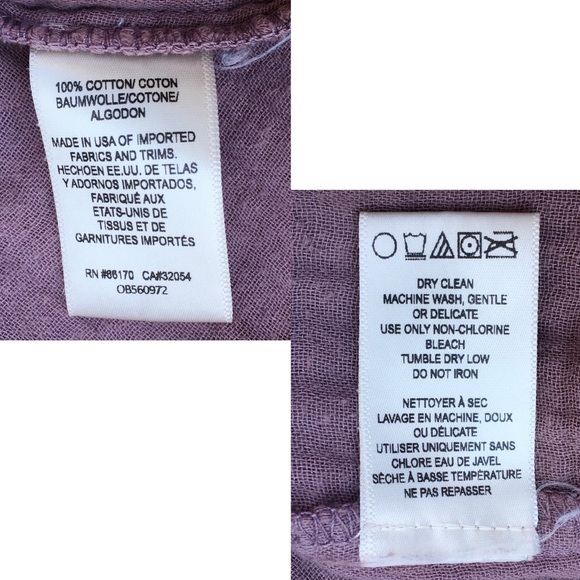 100% COTTON/ COTON
BAUMWOLLE/COTONE/
ALGODON
MADE IN USA OF IMPORTED
FABRICS AND TRIMS.
HECHOEN EE.UU. DE TELAS
Y ADORNOS IMPORTADOS,
FABRIQUÉ AUX
ETATS-UNIS DE
TISSUS ET DE
GARNITURES IMPORTÉS
RN #86170 CA#32054
OB560972
DRY CLEAN
MACHINE WASH, GENTLE
OR DELICATE
USE ONLY NON-CHLORINE
BLEACH
TUMBLE DRY LOW
DO NOT IRON
NETTOYER À SEC
LAVAGE EN MACHINE, DOUX
OU DÉLICATE
UTILISER UNIQUEMENT SANS
CHLORE EAU DE JAVEL
SÈCHE À BASSE TEMPÉRATURE
NE PAS REPASSER